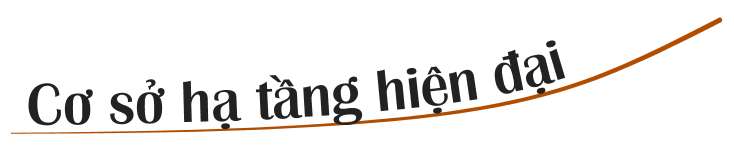 Cơ sở hạ tầng hiện đại